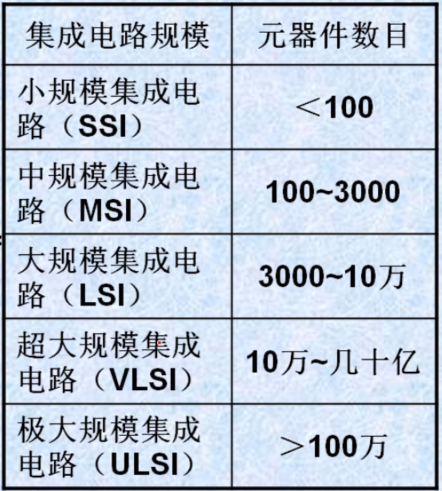 集成电路规模 元器件数目
小规模集成电
路（SSI）
＜100
中规模集成电
路（MSI）
100~3000
大规模集成电
路（LSI）
3000~10万
超大规模集成
电路（VLSI）
10万~几十亿
极大规模集成
电路（ULSI）
＞100万